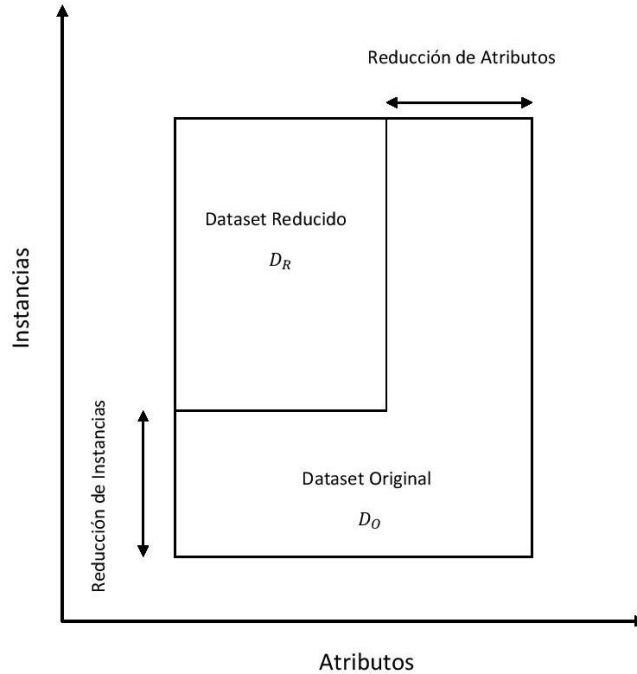 Reducción de Atributos
Dataset Reducido
D_R
Instancias
Reducción de Instancias
Dataset Original
D_O
Atributos